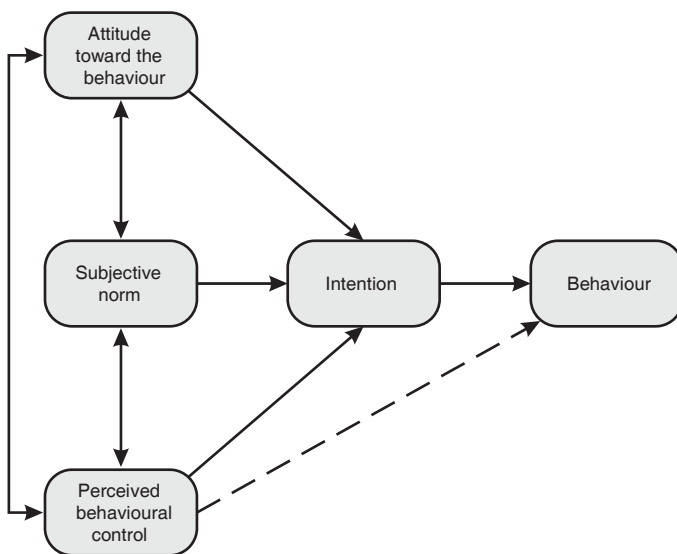 Attitude
toward the
behaviour
Subjective
norm
Intention
Behaviour
Perceived
behavioural
control